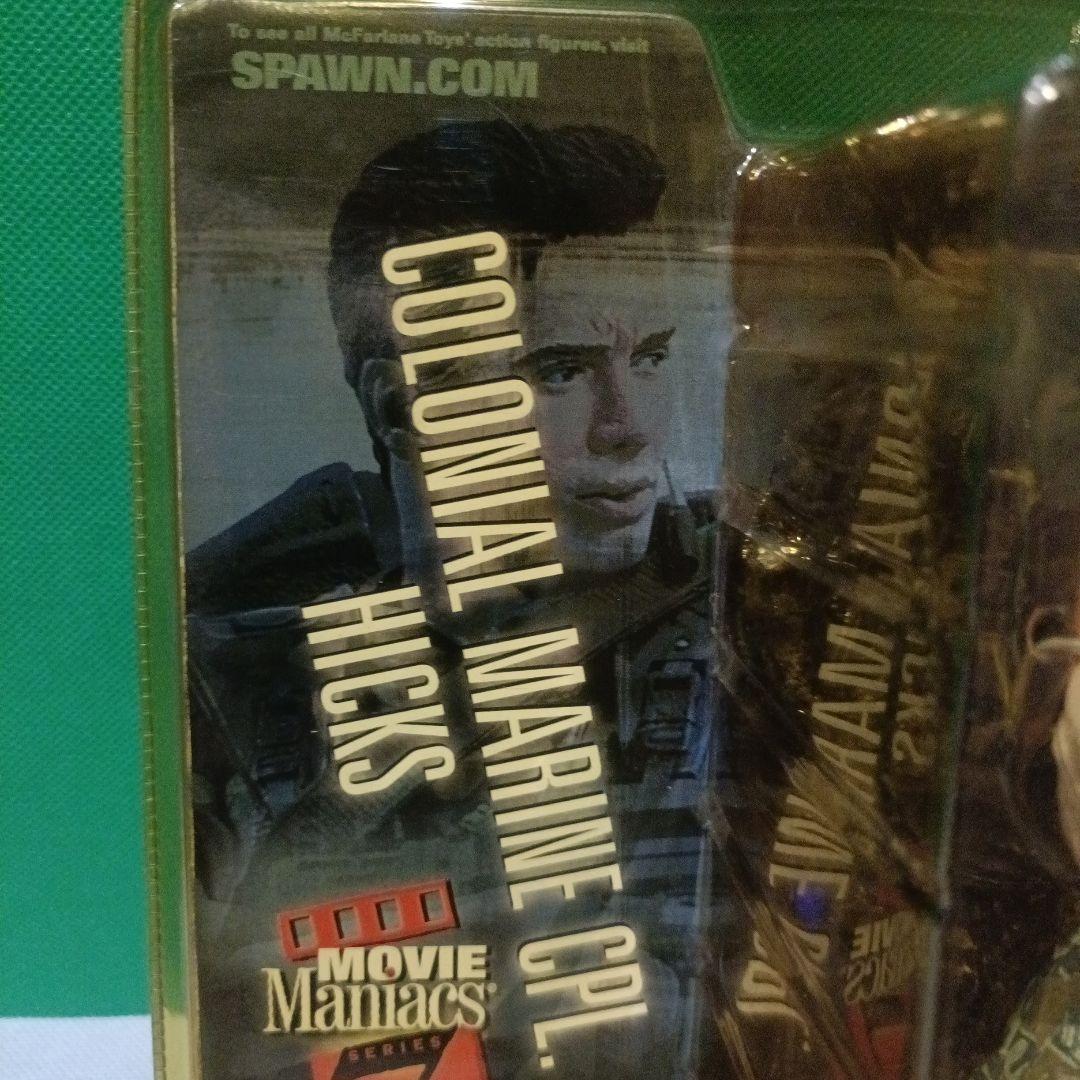 To see all McFarlane Toys' action figures, visit
SPAWN.COM
COLONIAL MARINE CPL.
HICKS
MOVIE
Maniacs
SERIES
7